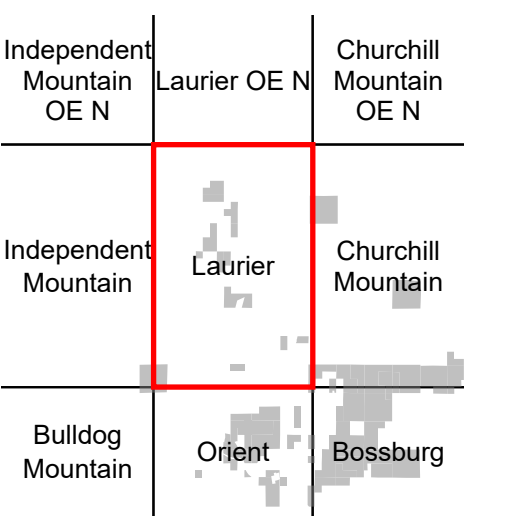 Independent
Mountain
OE N
Laurier OE N
Churchill
Mountain
OE N
Independent
Mountain
Laurier
Churchill
Mountain
Bulldog
Mountain
Orient
Bossburg